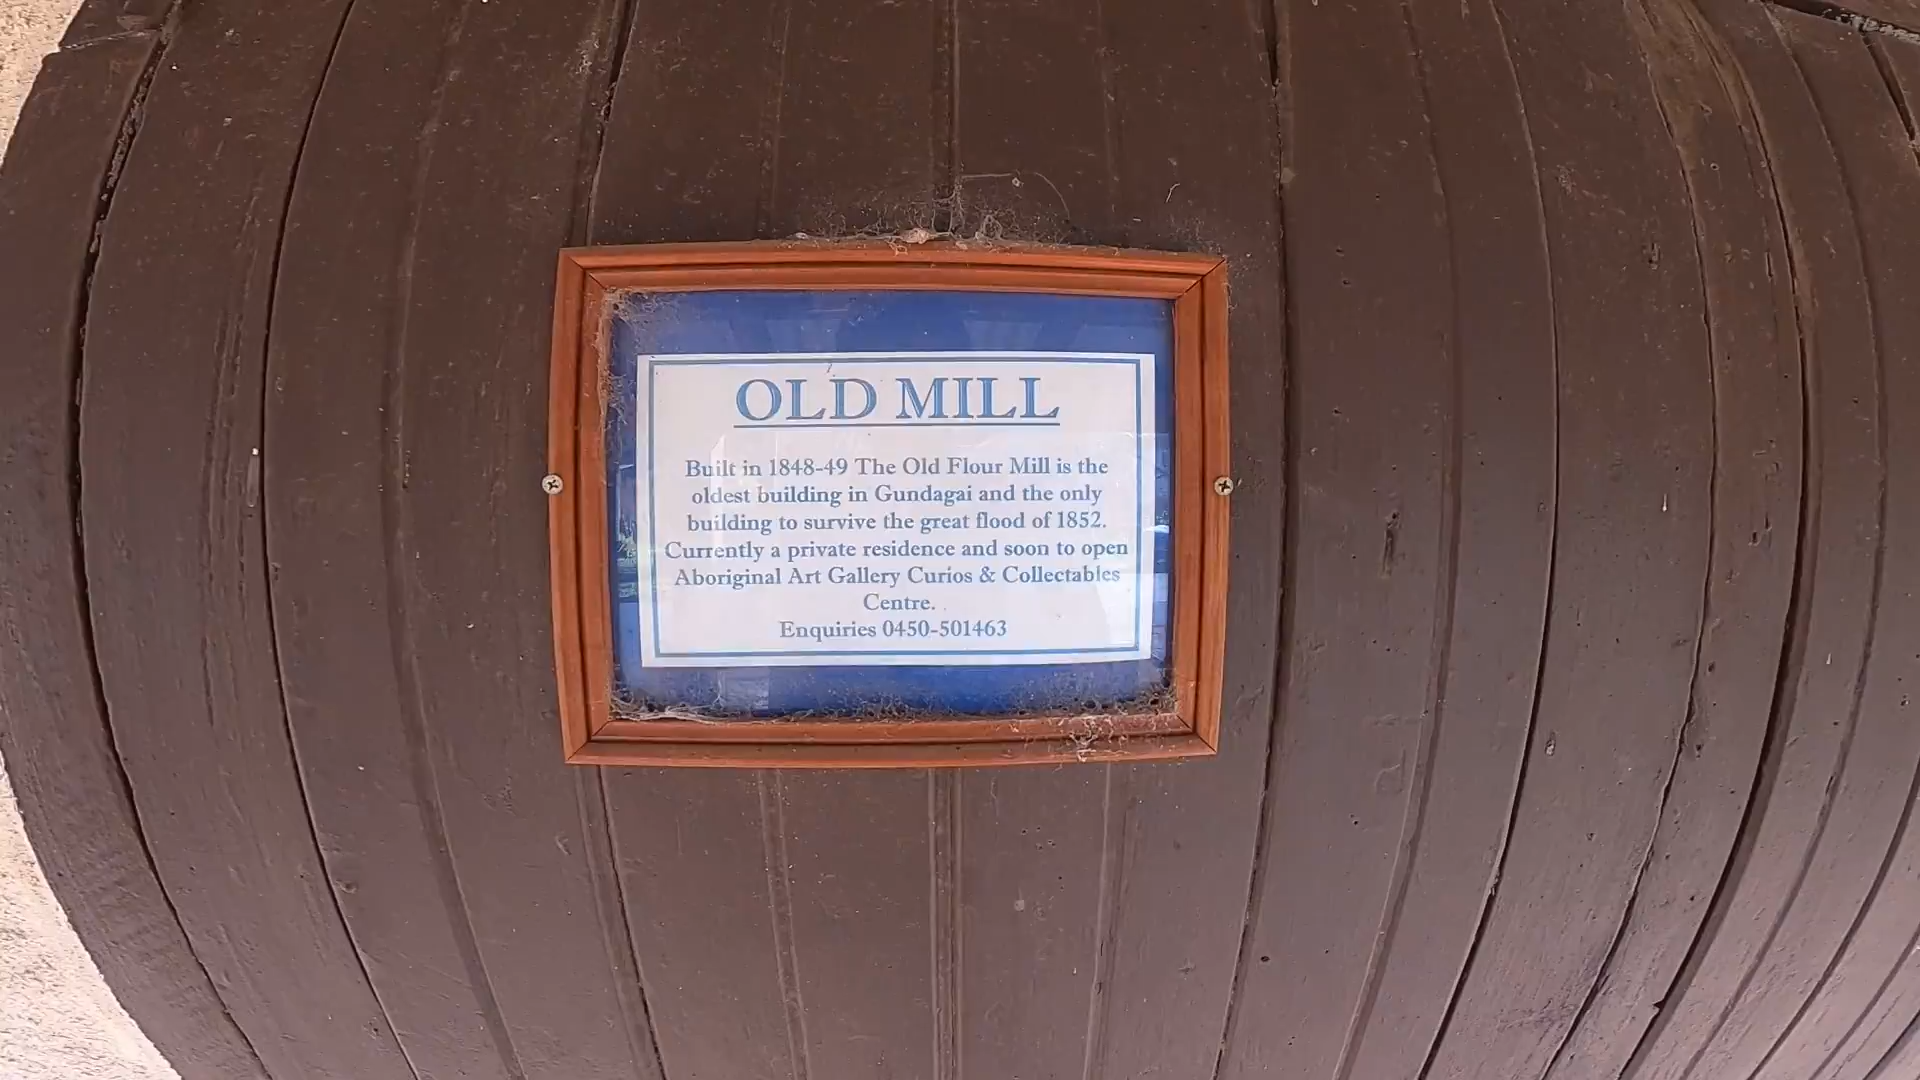 OLD MILL
Built in 1848-49 The Old Flour Mill is the
oldest building in Gundagai and the only
building to survive the great flood of 1852.
Currently a private residence and soon to open
Aboriginal Art Gallery Curios & Collectables
Centre.
Enquiries 0450-501463